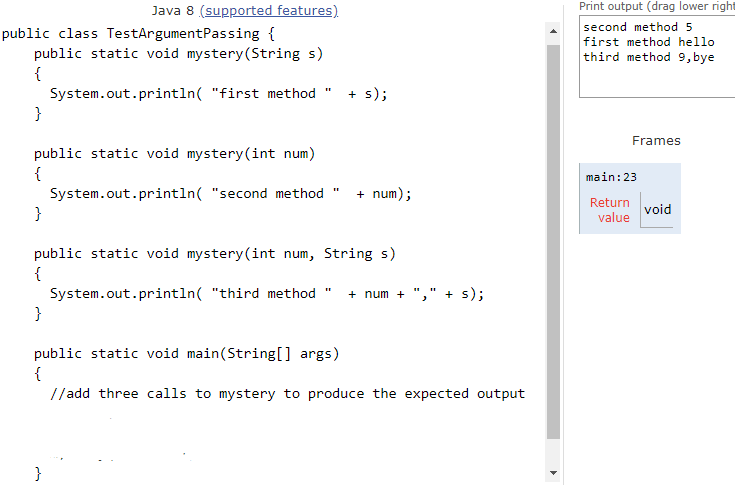 Java 8 (supported features)
public class TestArgumentPassing {
public static void mystery(String s)
{
System.out.println( "first method "  + s);
}
public static void mystery(int num)
{
System.out.println( "second method "  + num);
}
public static void mystery(int num, String s)
{
System.out.println( "third method "  + num + "," + s);
}
public static void main(String[] args)
{
//add three calls to mystery to produce the expected output
}
Print output (drag lower right
second method 5
first method hello
third method 9,bye
Frames
main:23
Return
value
void